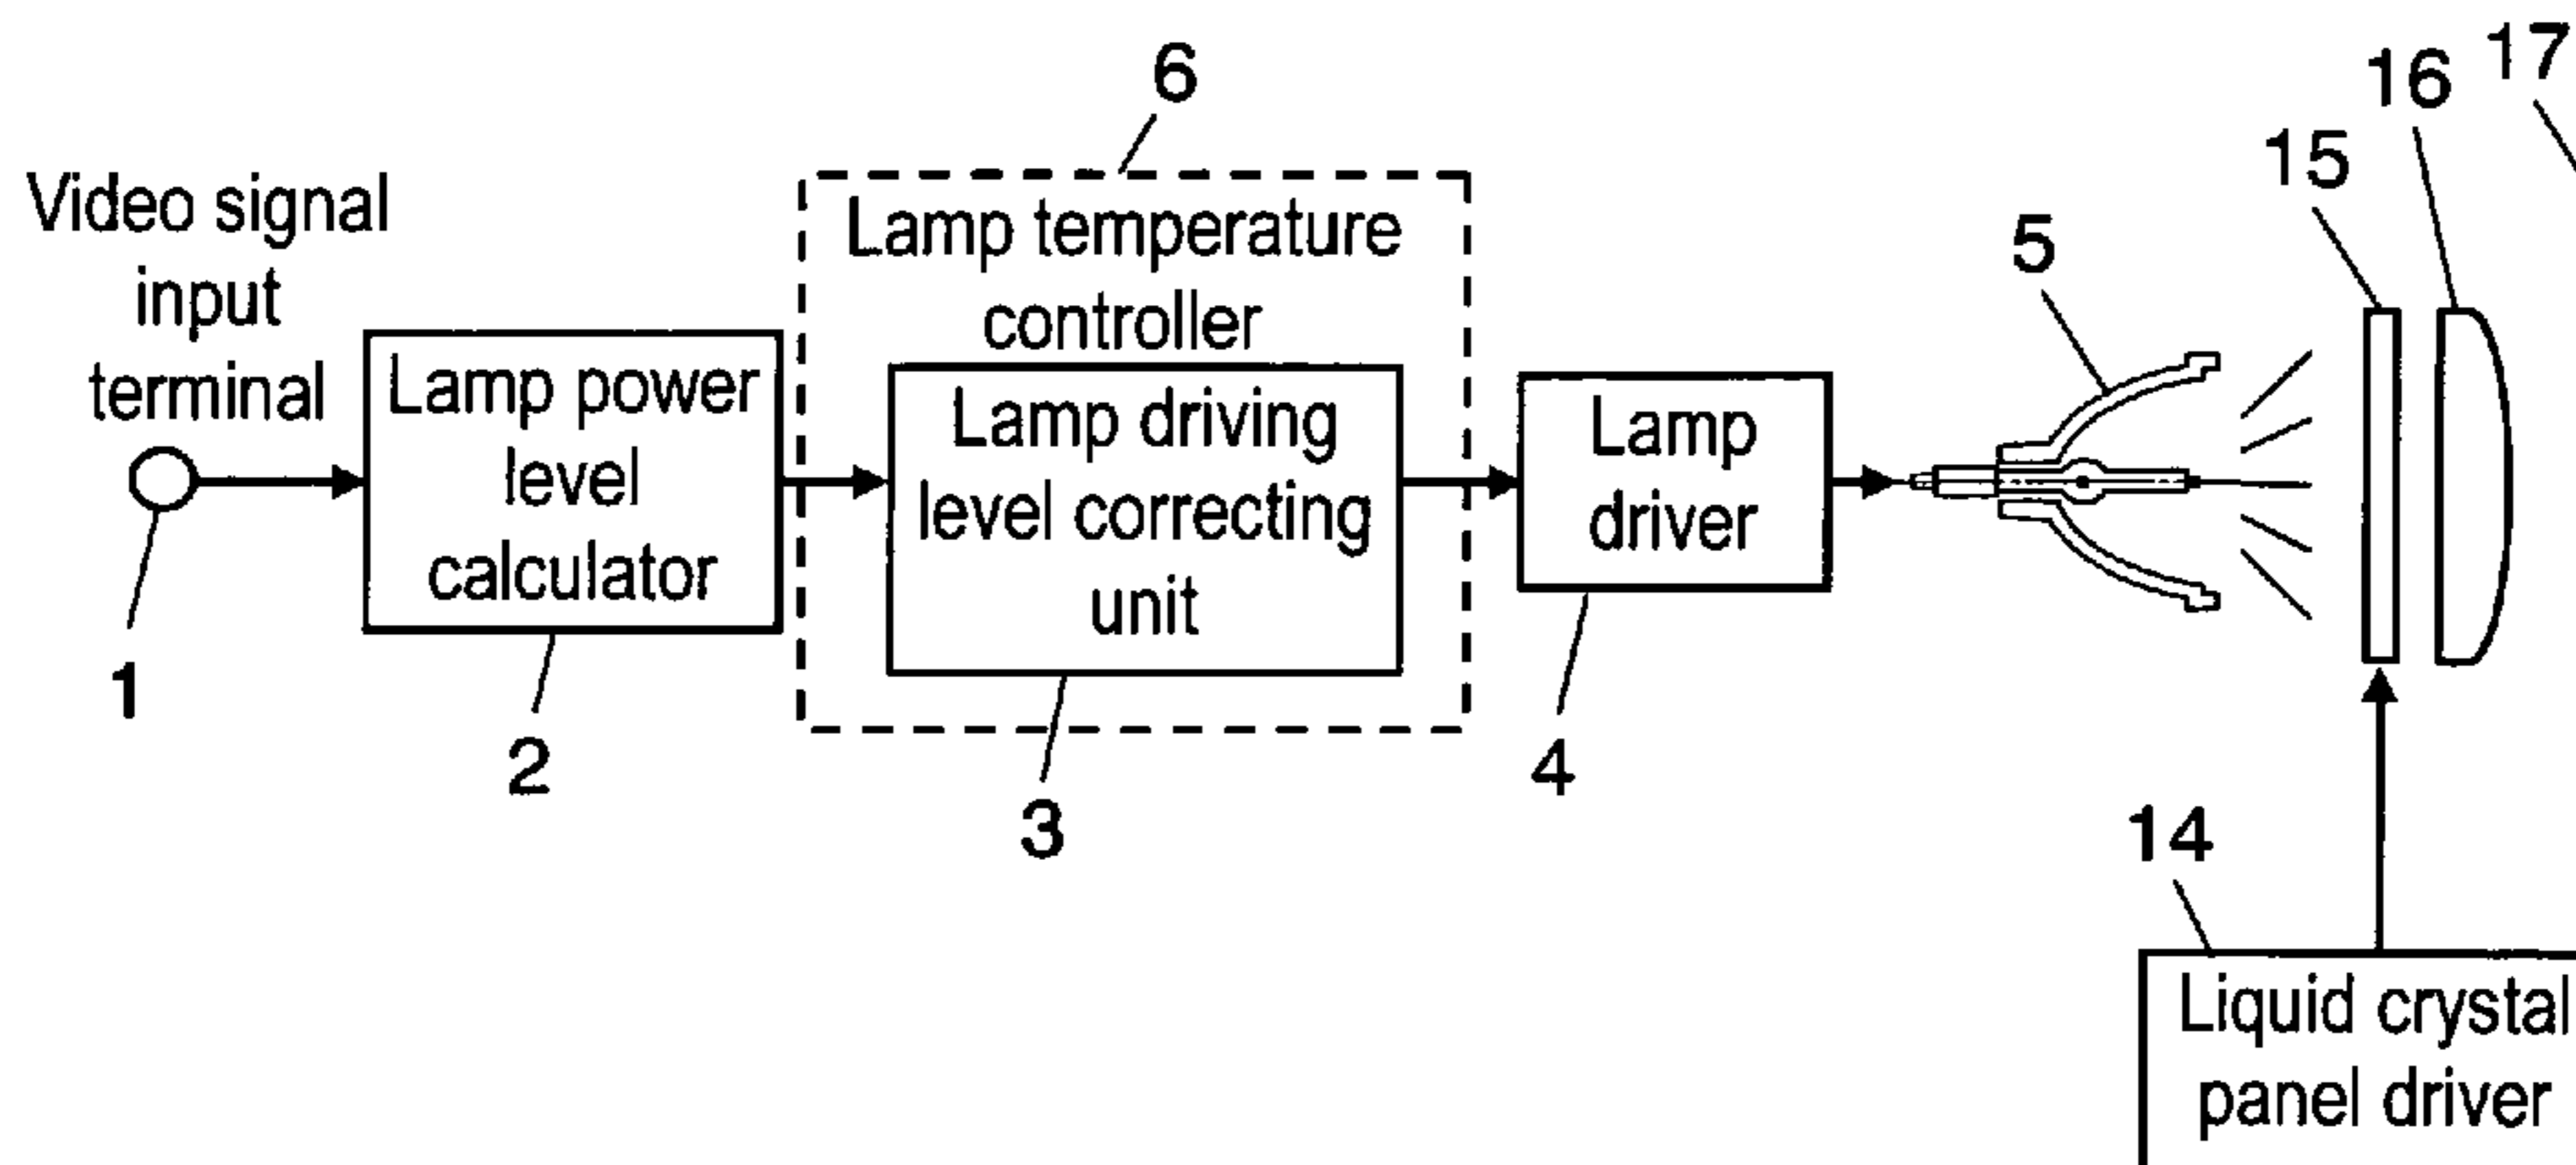 6
16
17
15
5
Video signal
input
terminal
1
Lamp power
level
calculator
2
Lamp temperature
controller
Lamp driving
level correcting
unit
3
Lamp
driver
4
14
Liquid crystal
panel driver